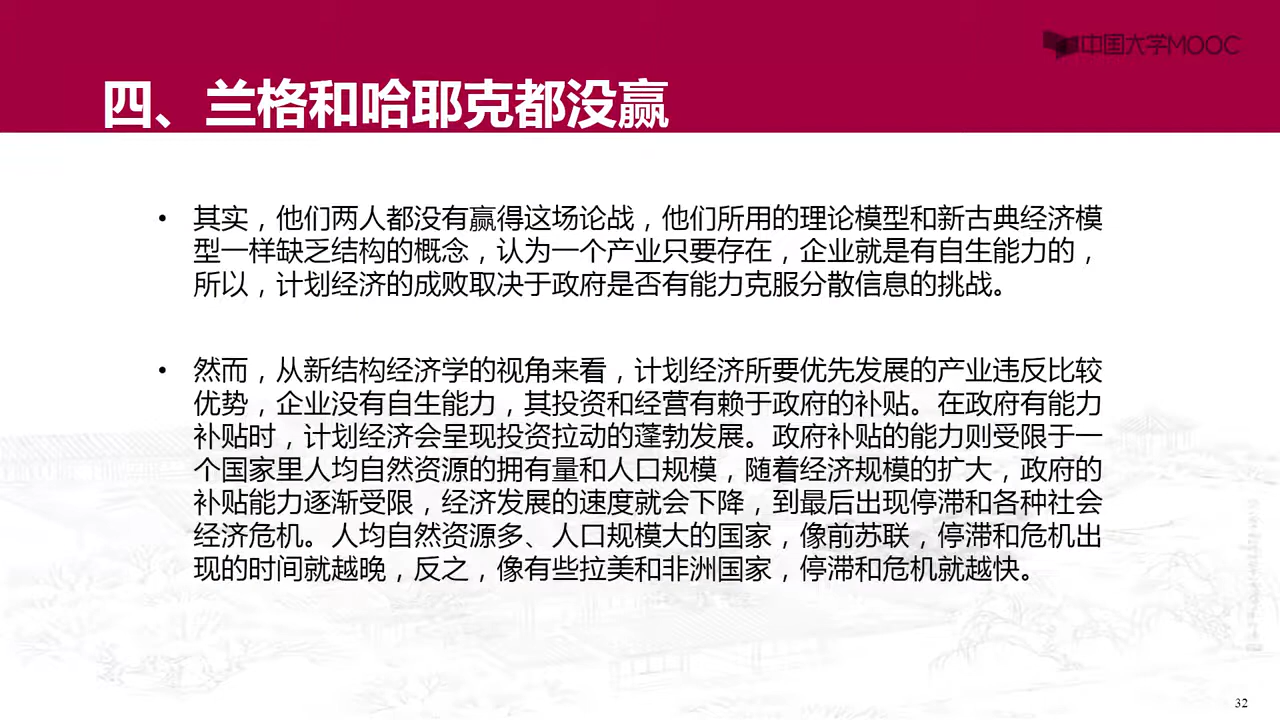 中国大学MOOC
四、兰格和哈耶克都没赢
• 其实，他们两人都没有赢得这场论战，他们所用的理论模型和新古典经济模
型一样缺乏结构的概念，认为一个产业只要存在，企业就是有自生能力的，
所以，计划经济的成败取决于政府是否有能力克服分散信息的挑战。
• 然而，从新结构经济学的视角来看，计划经济所要优先发展的产业违反比较
优势，企业没有自生能力，其投资和经营有赖于政府的补贴。在政府有能力
补贴时，计划经济会呈现投资拉动的蓬勃发展。政府补贴的能力则受限于一
个国家里人均自然资源的拥有量和人口规模，随着经济规模的扩大，政府的
补贴能力逐渐受限，经济发展的速度就会下降，到最后出现停滞和各种社会
经济危机。人均自然资源多、人口规模大的国家，像前苏联，停滞和危机出
现的时间就越晚，反之，像有些拉美和非洲国家，停滞和危机就越快。
32